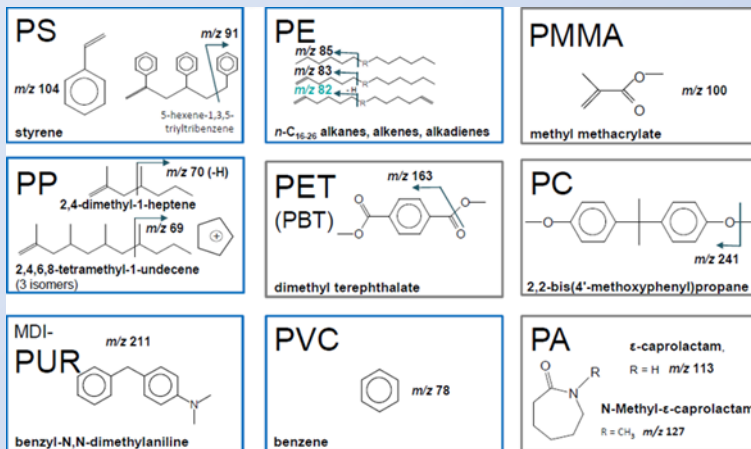 PS
m/z 91
m/z 104
5-hexene-1,3,5-
triyltribenzene
styrene
PE
m/z 85
R
m/z 83
R
m/z 82
- H
R
n-C16-26 alkanes, alkenes, alkadienes
PMMA
O
O
m/z 100
methyl methacrylate
PP
m/z 70 (-H)
2,4-dimethyl-1-heptene
m/z 69
+
2,4,6,8-tetramethyl-1-undecene
(3 isomers)
PET
(PBT)
m/z 163
O
O
O
O
dimethyl terephthalate
PC
O
O
m/z 241
2,2-bis(4'-methoxyphenyl)propane
MDI-
PUR
m/z 211
N
benzyl-N,N-dimethylaniline
PVC
m/z 78
benzene
PA
ε-caprolactam,
R = H m/z 113
O
R
N
N-Methyl-ε-caprolactam
R = CH3 m/z 127